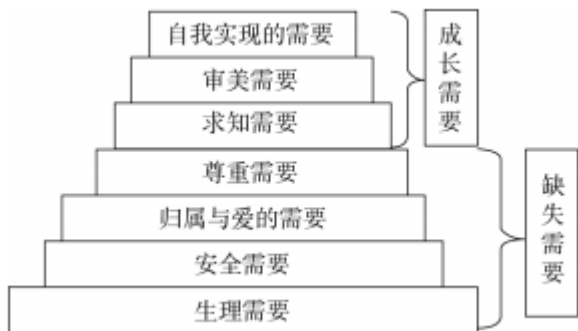 自我实现的需要
审美需要
求知需要
尊重需要
归属与爱的需要
安全需要
生理需要
成长需要
缺失需要